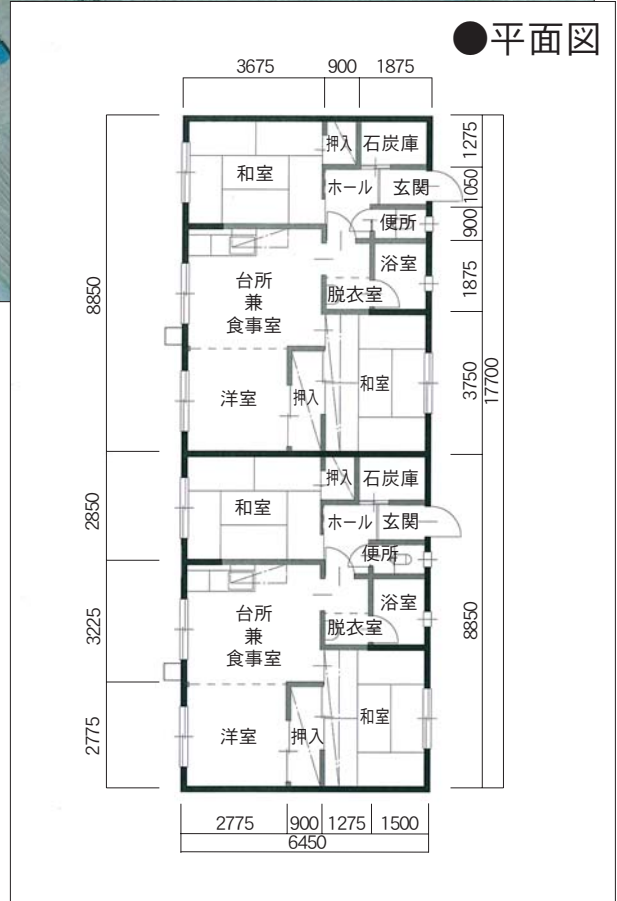 ●平面図
3675 900 1875
押入 石炭庫
和室
ホール 玄関
便所
浴室
台所
兼
食事室
脱衣室
洋室 押入 和室
押入 石炭庫
和室
ホール 玄関
便所
浴室
台所
兼
食事室
脱衣室
洋室 押入 和室
8850
2850
3225
2775
1275
1050
900
1875
3750
17700
8850
2775 900 1275 1500
6450